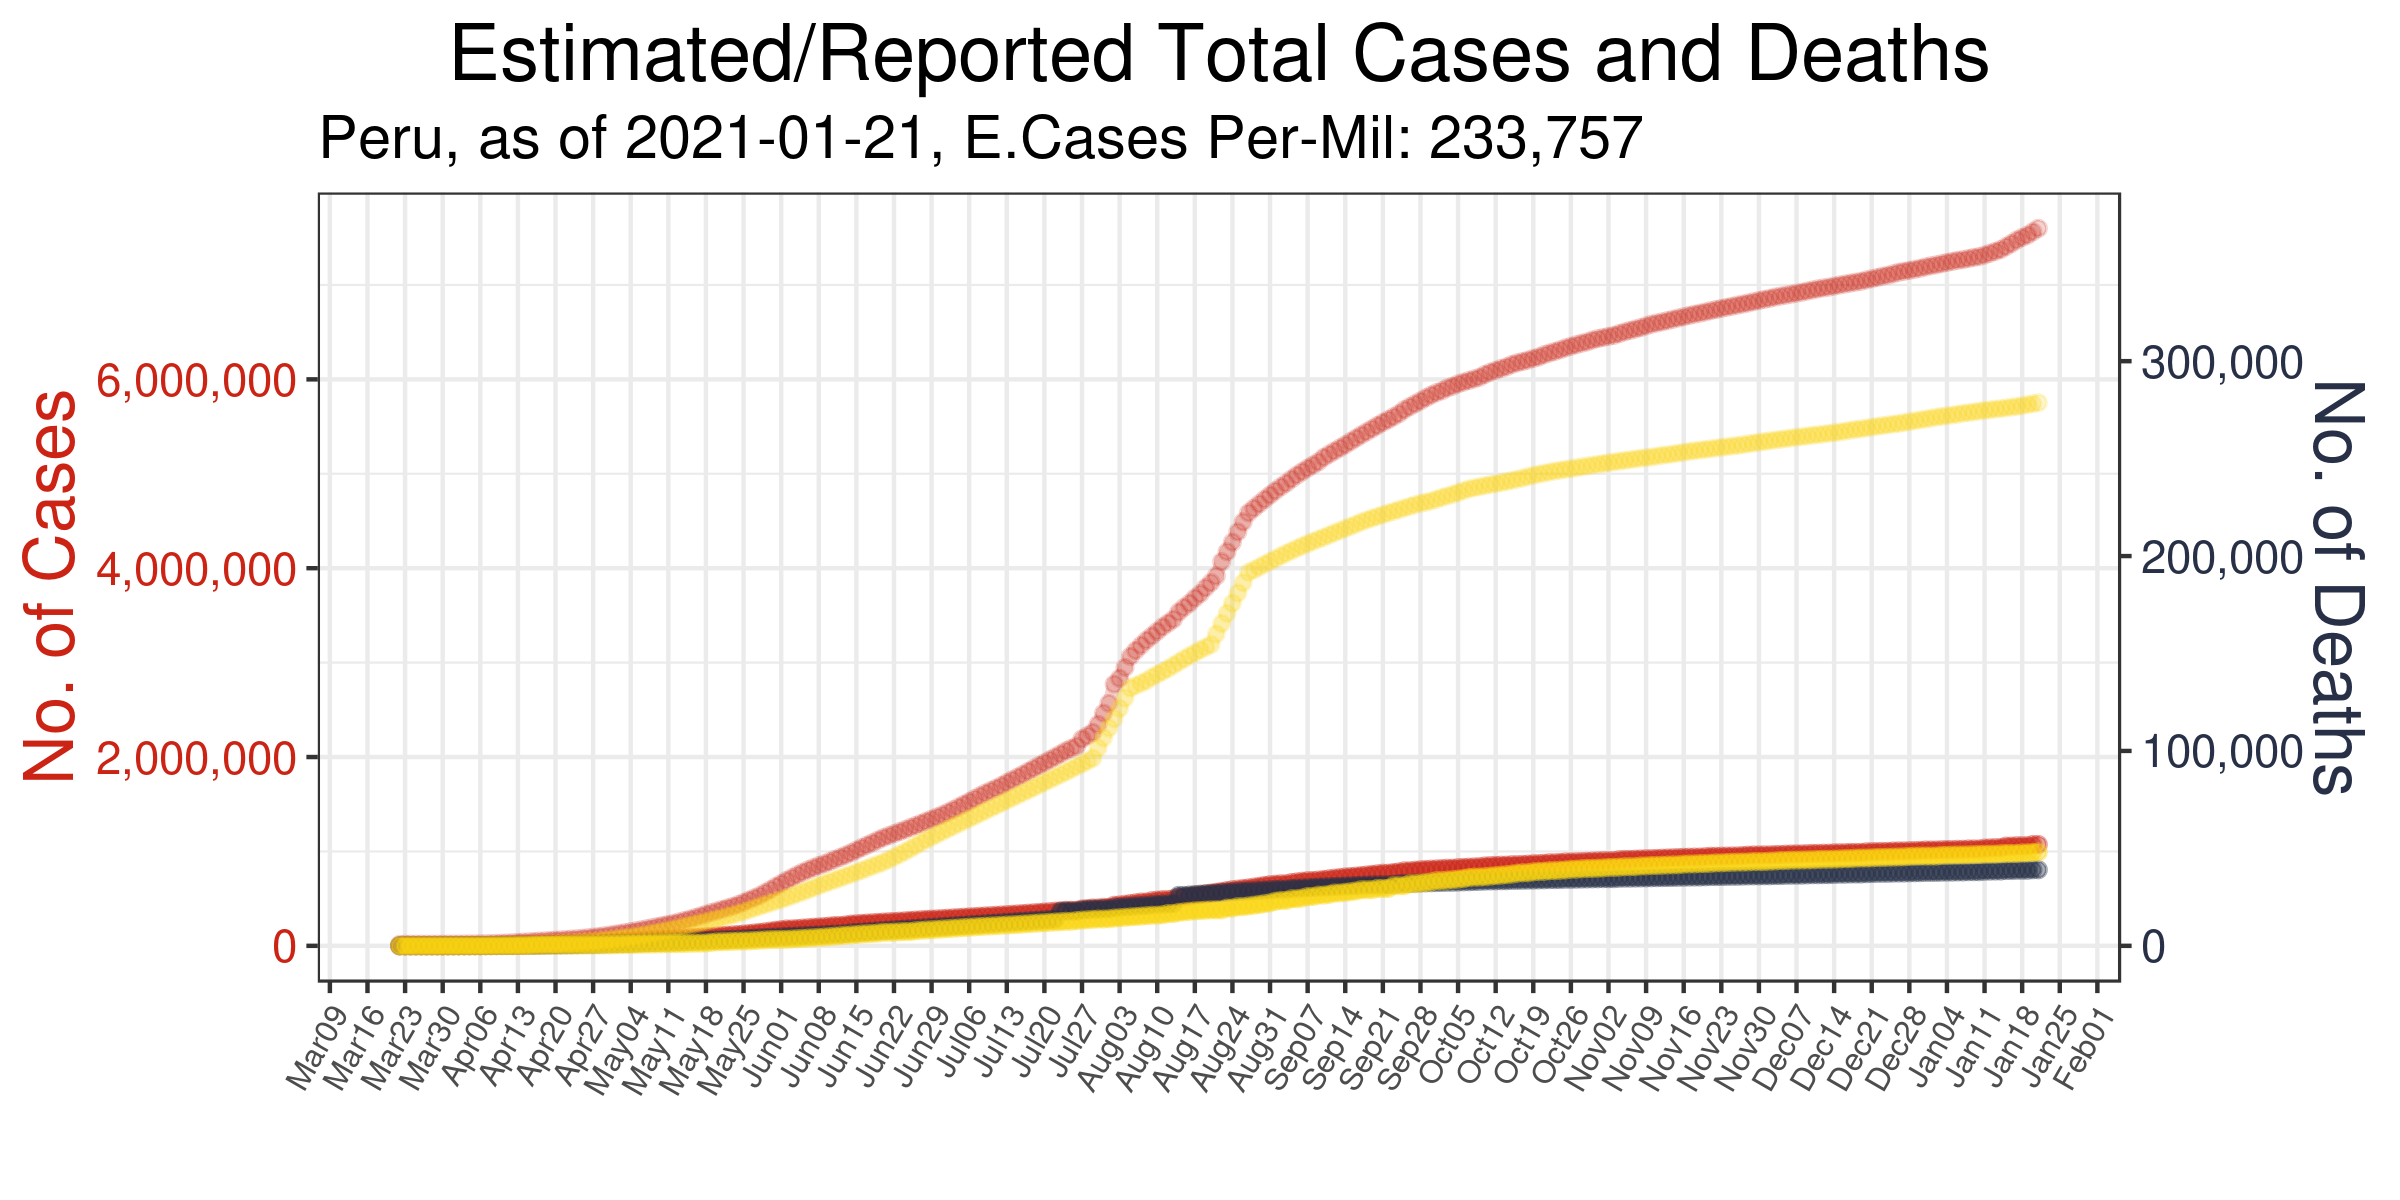 Estimated/Reported Total Cases and Deaths
Peru, as of 2021-01-21, E.Cases Per-Mil: 233,757
No. of Cases
6,000,000
4,000,000
2,000,000
0
300,000
200,000
100,000
0
No. of Deaths
Mar09 Mar16 Mar23 Mar30 Apr06 Apr13 Apr20 Apr27 May04 May11 May18 May25 Jun01 Jun08 Jun15 Jun22 Jun29 Jul06 Jul13 Jul20 Jul27 Aug03 Aug10 Aug17 Aug24 Aug31 Sep07 Sep14 Sep21 Sep28 Oct05 Oct12 Oct19 Oct26 Nov02 Nov09 Nov16 Nov23 Nov30 Dec07 Dec14 Dec21 Dec28 Jan04 Jan11 Jan18 Jan25 Feb01